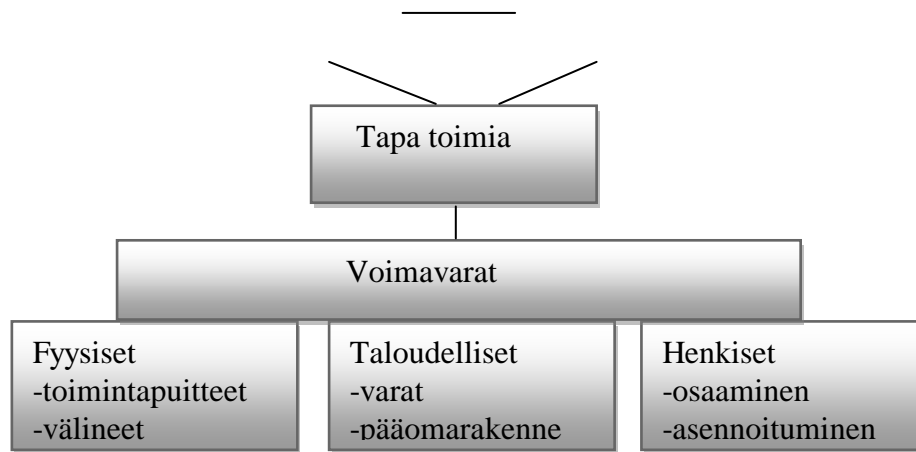 Tapa toimia
Voimavarat
Fyysiset
-toimintapuitteet
-välineet
Taloudelliset
-varat
-pääomarakenne
Henkiset
-osaaminen
-asennoituminen